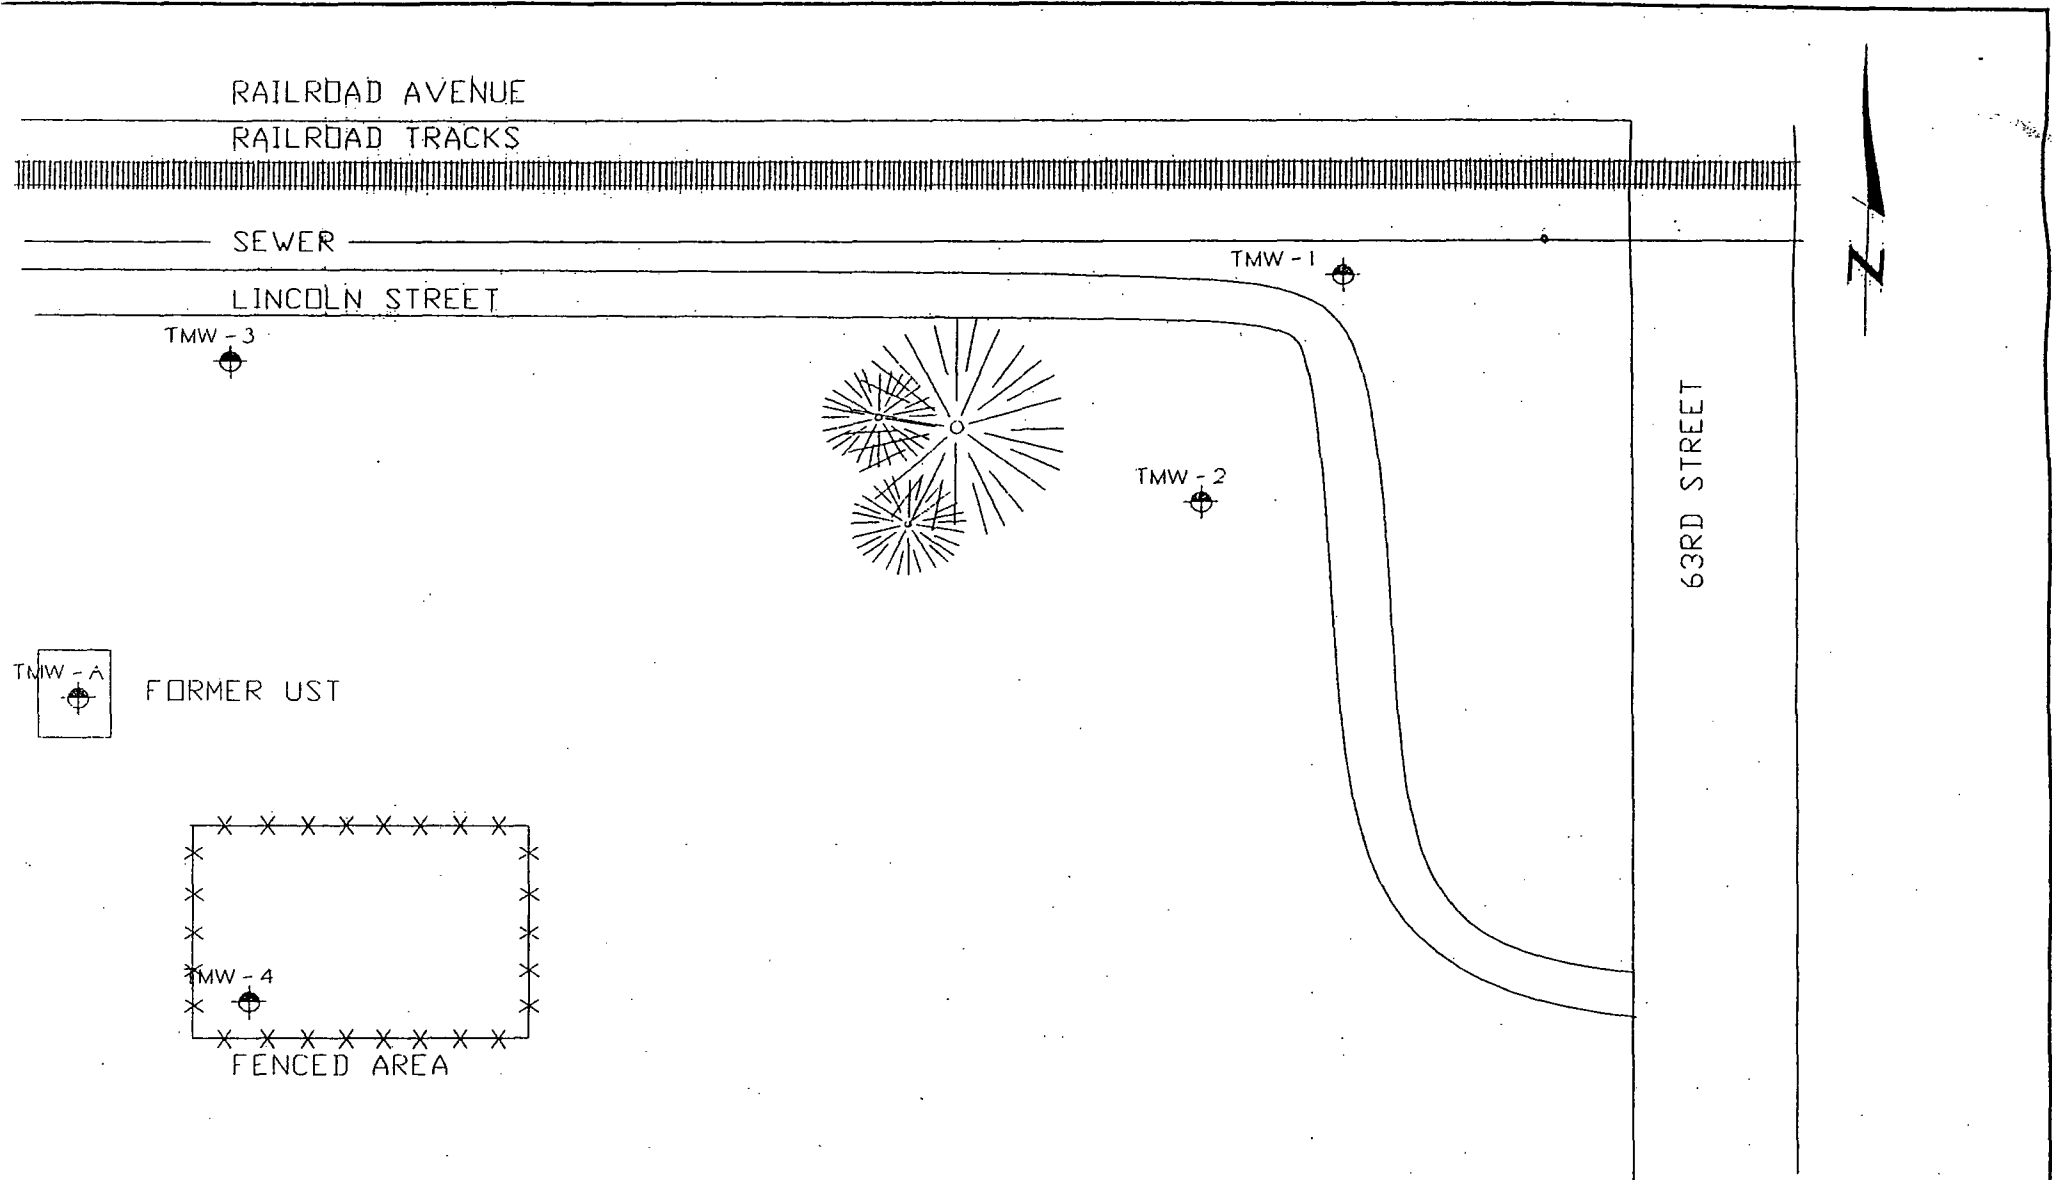 RAILROAD AVENUE
RAILROAD TRACKS
SEWER
TMW-1
LINCOLN STREET
TMW-3
N
63RD STREET
TMW-2
TMW-A
FORMER UST
TMW-4
FENCED AREA